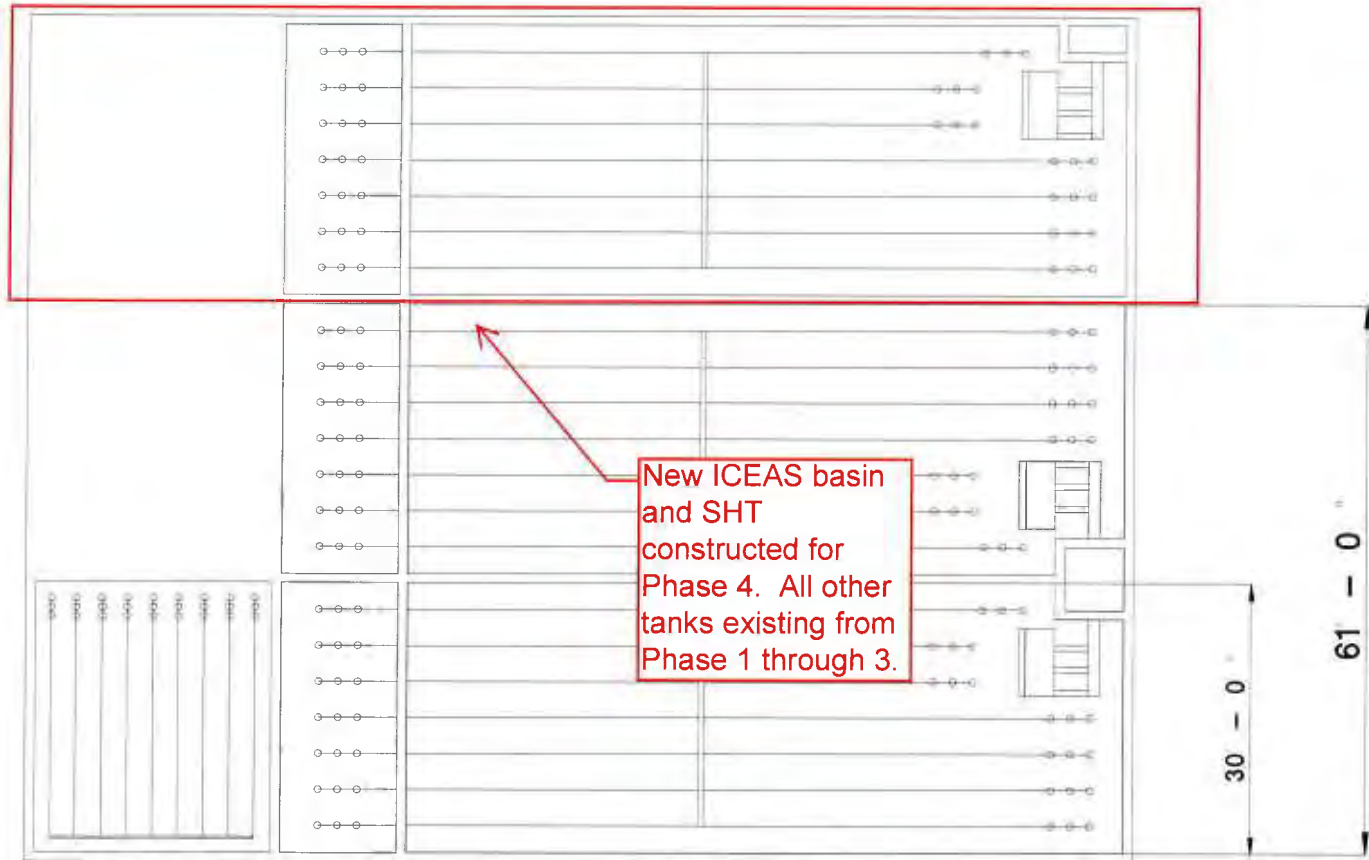 New ICEAS basin
and SHT
constructed for
Phase 4. All other
tanks existing from
Phase 1 through 3.
61 - 0"
30 - 0